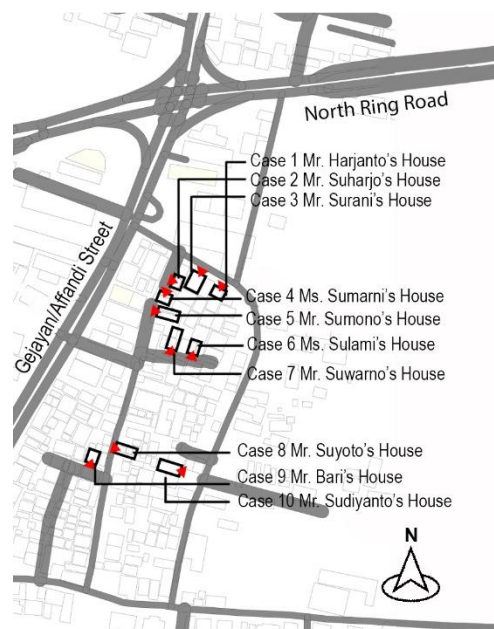 North Ring Road
Case 1 Mr. Harjanto's House
Case 2 Mr. Suharjo's House
Case 3 Mr. Surani's House
Gejayan/Affandi Street
Case 4 Ms. Sumarni's House
Case 5 Mr. Sumono's House
Case 6 Ms. Sulami's House
Case 7 Mr. Suwarno's House
Case 8 Mr. Suyoto's House
Case 9 Mr. Bari's House
Case 10 Mr. Sudiyanto's House
N